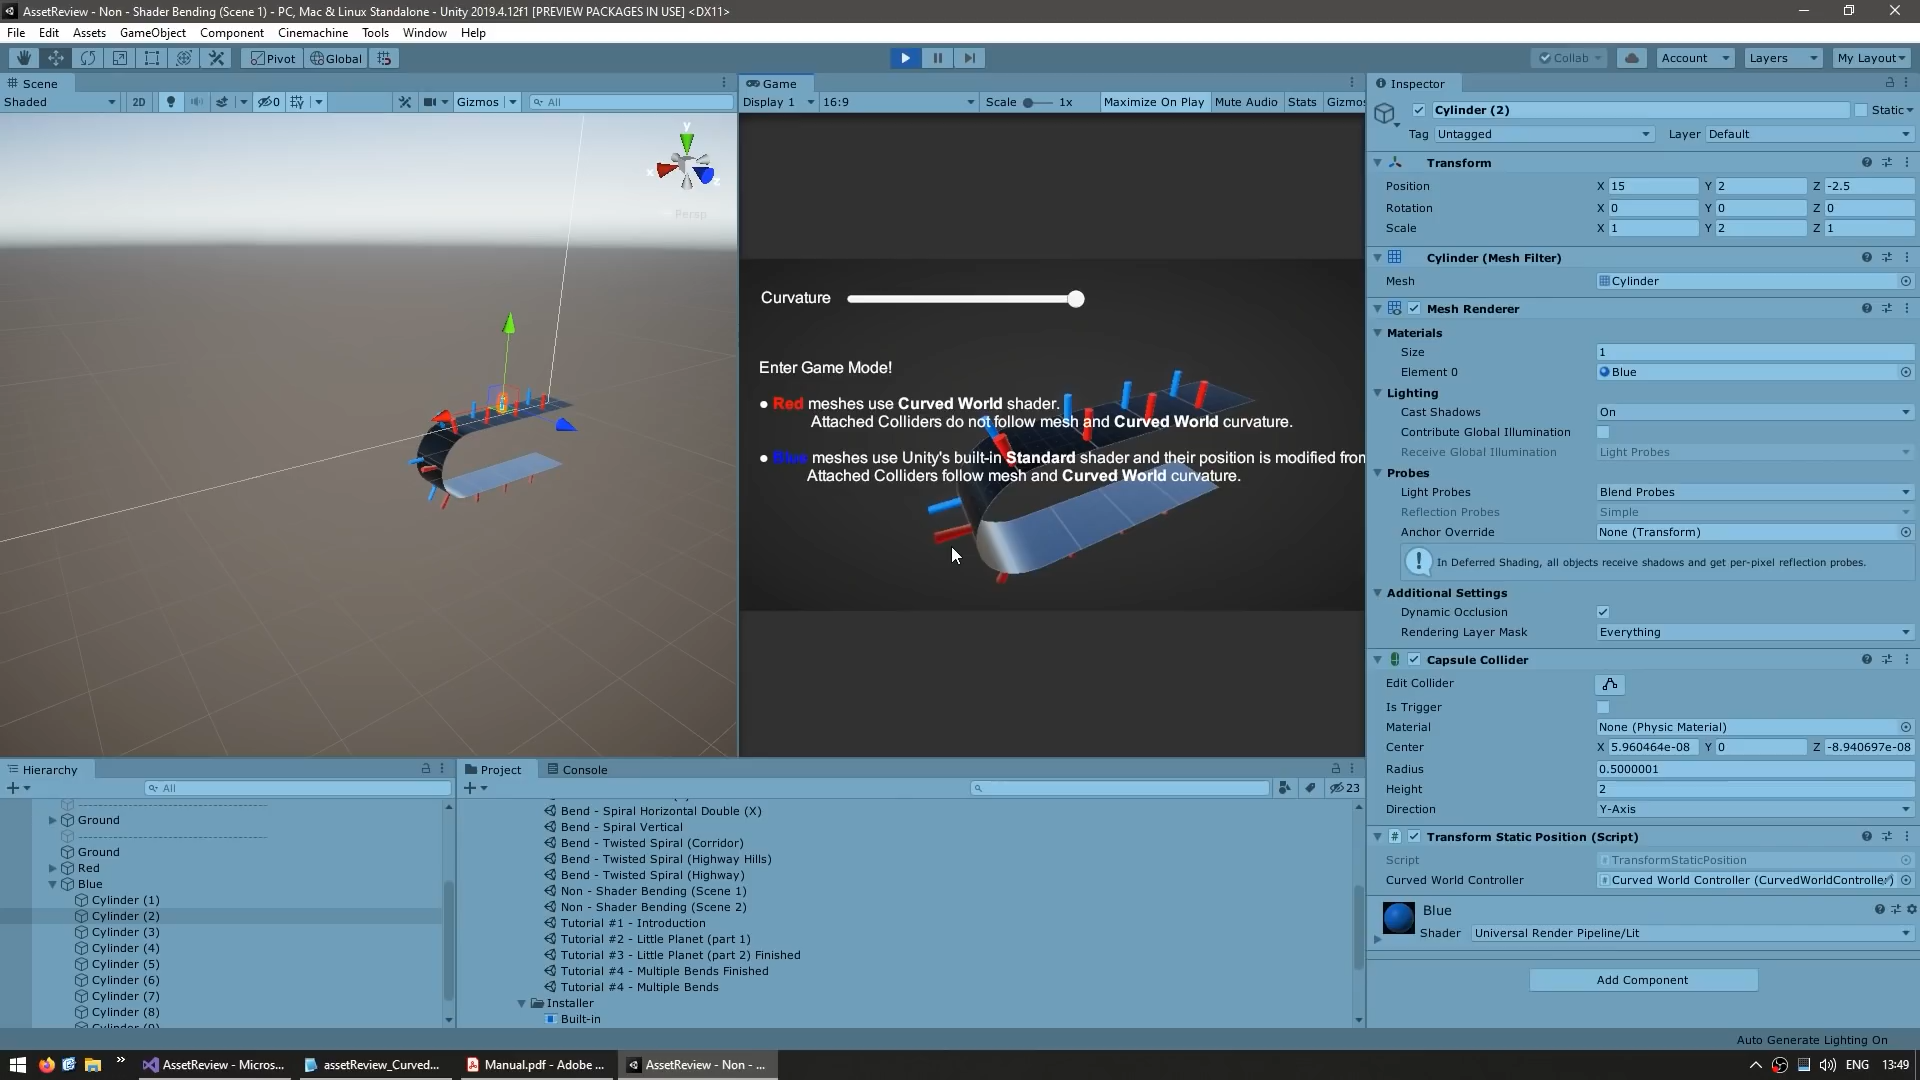 AssetReview - Non - Shader Bending (Scene 1) - PC, Mac & Linux Standalone - Unity 2019.4.12f1 [PREVIEW PACKAGES IN USE] <DX11>
File Edit Assets GameObject Component Cinemachine Tools Window Help
Pivot Global Collab Account Layers My Layout
Scene
Shaded 2D 0 Gizmos All
y
x
z
Persp
Game
Display 1 16:9 Scale 1x Maximize On Play Mute Audio Stats Gizmos
Curvature
Enter Game Mode!
● Red meshes use Curved World shader.
Attached Colliders do not follow mesh and Curved World curvature.
● Blue meshes use Unity's built-in Standard shader and their position is modified from
Attached Colliders follow mesh and Curved World curvature.
Inspector
Cylinder (2) Static
Tag Untagged Layer Default
Transform
Position X 15 Y 2 Z -2.5
Rotation X 0 Y 0 Z 0
Scale X 1 Y 2 Z 1
Cylinder (Mesh Filter)
Mesh Cylinder
Mesh Renderer
Materials
Size 1
Element 0 Blue
Lighting
Cast Shadows On
Contribute Global Illumination
Receive Global Illumination Light Probes
Probes
Light Probes Blend Probes
Reflection Probes Simple
Anchor Override None (Transform)
In Deferred Shading, all objects receive shadows and get per-pixel reflection probes.
Additional Settings
Dynamic Occlusion
Rendering Layer Mask Everything
Capsule Collider
Edit Collider
Is Trigger
Material None (Physic Material)
Center X 5.960464e-08 Y 0 Z -8.940697e-08
Radius 0.5000001
Height 2
Direction Y-Axis
Transform Static Position (Script)
Script TransformStaticPosition
Curved World Controller Curved World Controller (CurvedWorldController)
Blue
Shader Universal Render Pipeline/Lit
Add Component
Hierarchy
All
Ground
Ground
Red
Blue
Cylinder (1)
Cylinder (2)
Cylinder (3)
Cylinder (4)
Cylinder (5)
Cylinder (6)
Cylinder (7)
Cylinder (8)
Project Console
23
Bend - Spiral Horizontal Double (X)
Bend - Spiral Vertical
Bend - Twisted Spiral (Corridor)
Bend - Twisted Spiral (Highway Hills)
Bend - Twisted Spiral (Highway)
Non - Shader Bending (Scene 1)
Non - Shader Bending (Scene 2)
Tutorial #1 - Introduction
Tutorial #2 - Little Planet (part 1)
Tutorial #3 - Little Planet (part 2) Finished
Tutorial #4 - Multiple Bends Finished
Tutorial #4 - Multiple Bends
Installer
Built-in
Auto Generate Lighting On
AssetReview - Micros... assetReview_Curved... Manual.pdf - Adobe ... AssetReview - Non - ... ENG 13:49